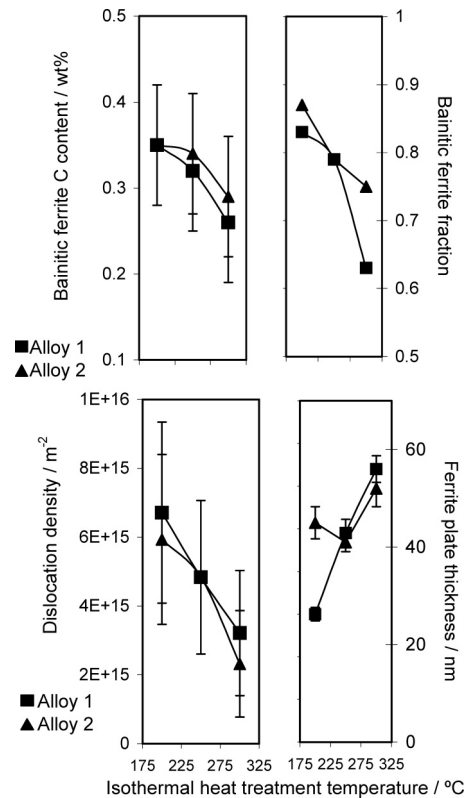 0.5
0.4
0.3
0.2
0.1
Bainitic ferrite C content / wt%
1
0.9
0.8
0.7
0.6
0.5
Bainitic ferrite fraction
Alloy 1
Alloy 2
1E+16
8E+15
6E+15
4E+15
2E+15
0
Dislocation density / m-2
60
40
20
0
Ferrite plate thickness / nm
Alloy 1
Alloy 2
175 225 275 325
175 225 275 325
Isothermal heat treatment temperature / ºC